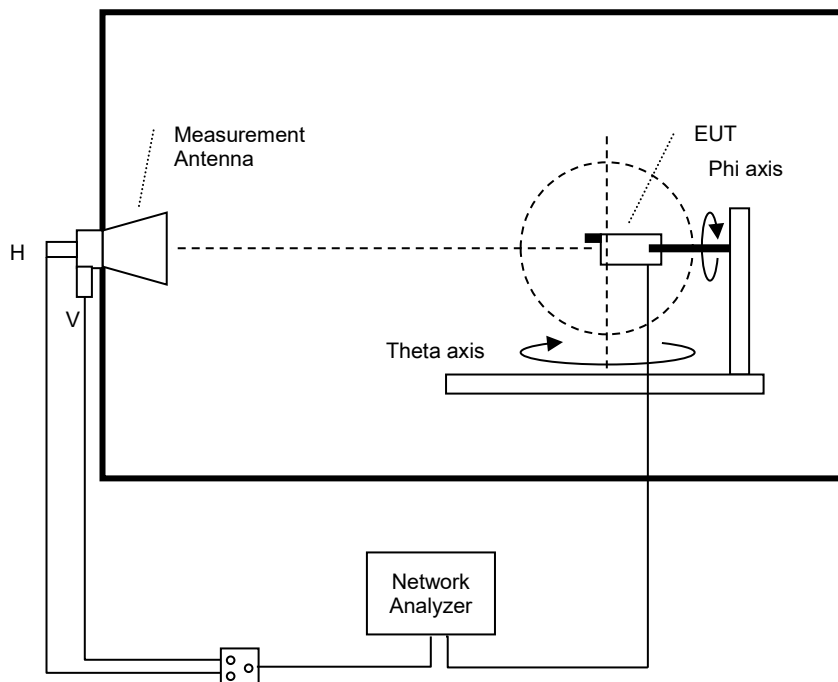 Measurement
Antenna
EUT
Phi axis
H
V
Theta axis
Network
Analyzer